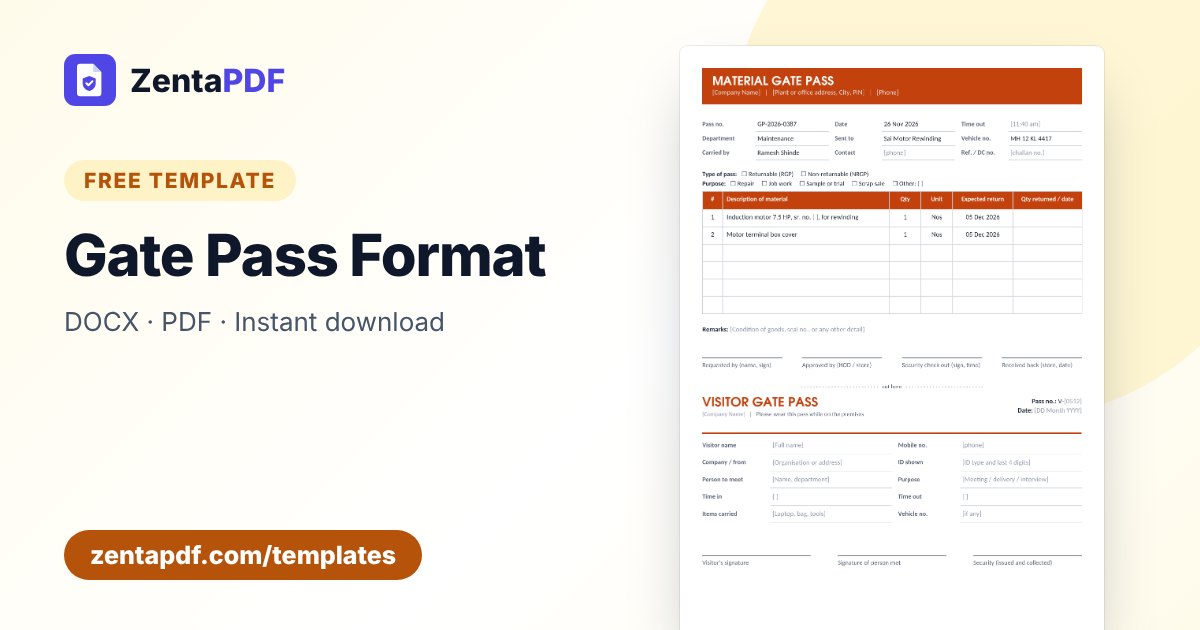 ZentaPDF
FREE TEMPLATE
Gate Pass Format
DOCX · PDF · Instant download
zentapdf.com/templates
MATERIAL GATE PASS
[Company Name] | [Plant or office address, City, PIN] | [Phone]
Pass no. GP-2026-0387 Date 26 Nov 2026 Time out [11:40 am]
Department Maintenance Sent to Sai Motor Rewinding Vehicle no. MH 12 KL 4417
Carried by Ramesh Shinde Contact [phone] Ref. / DC no. [challan no.]
Type of pass: ☐ Returnable (RGP) ☐ Non returnable (NRGP)
Purpose: ☐ Repair ☐ Job work ☐ Sample or trial ☐ Scrap sale ☐ Other: [ ]
# Description of material Qty Unit Expected return Qty returned / date
1 Induction motor 7.5 HP, sr. no. [ ], for rewinding 1 Nos 05 Dec 2026
2 Motor terminal box cover 1 Nos 05 Dec 2026
Remarks: [Condition of goods, seal no., or any other detail]
Requested by (name, sign) Approved by (HOD / store) Security check out (sign, time) Received back (store, date)
cut here
VISITOR GATE PASS
Pass no.: V-[0512]
[Company Name] | Please wear this pass while on the premises
Date: [DD Month YYYY]
Visitor name [Full name] Mobile no. [phone]
Company / from [Organisation or address] ID shown [ID type and last 4 digits]
Person to meet [Name, department] Purpose [Meeting / delivery / interview]
Time in [ ] Time out [ ]
Items carried [Laptop, bag, tools] Vehicle no. [if any]
Visitor's signature Signature of person met Security (issued and collected)